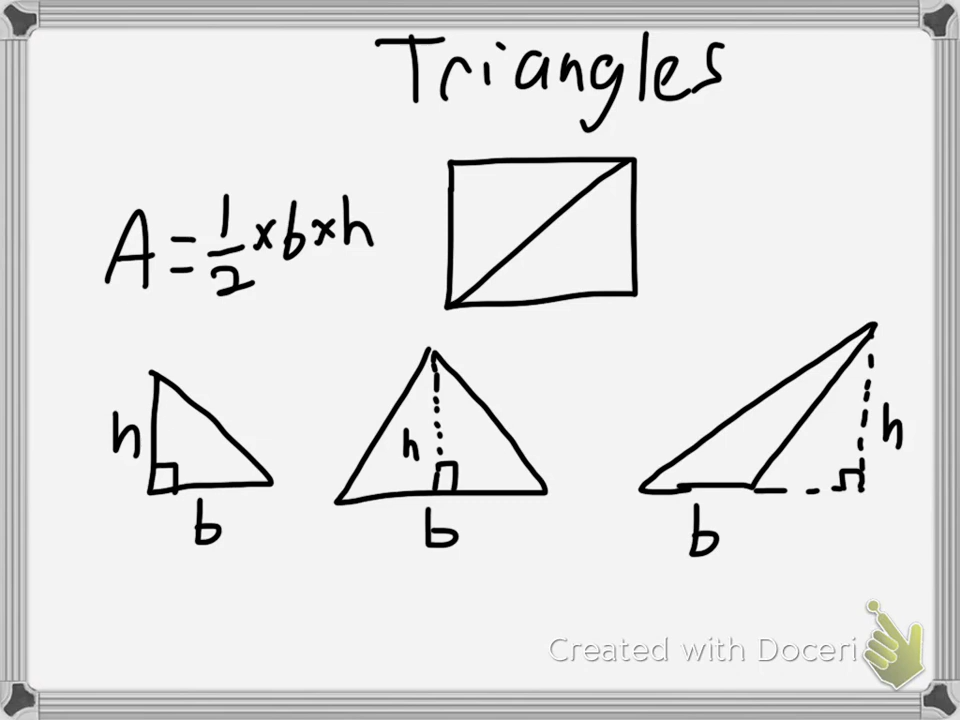 Triangles
A = 1/2 × b × h
h
b
h
b
h
b
Created with Doceri